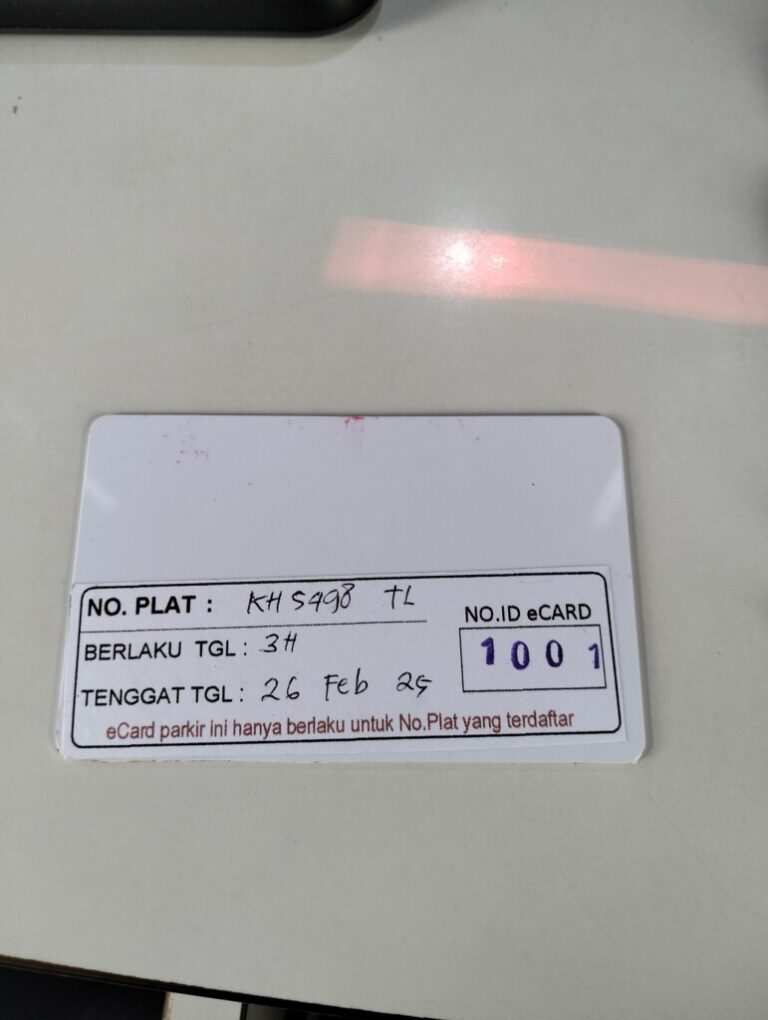 NO. PLAT : KH 5498 TL
NO.ID eCARD
BERLAKU TGL : 3H
1001
TENGGAT TGL : 26 Feb 25
eCard parkir ini hanya berlaku untuk No.Plat yang terdaftar